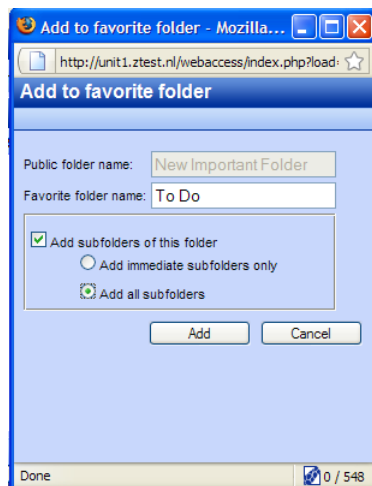 Add to favorite folder - Mozilla...
http://unit1.ztest.nl/webaccess/index.php?load=
Add to favorite folder
Public folder name: New Important Folder
Favorite folder name: To Do
Add subfolders of this folder
Add immediate subfolders only
Add all subfolders
Add Cancel
Done 0 / 548